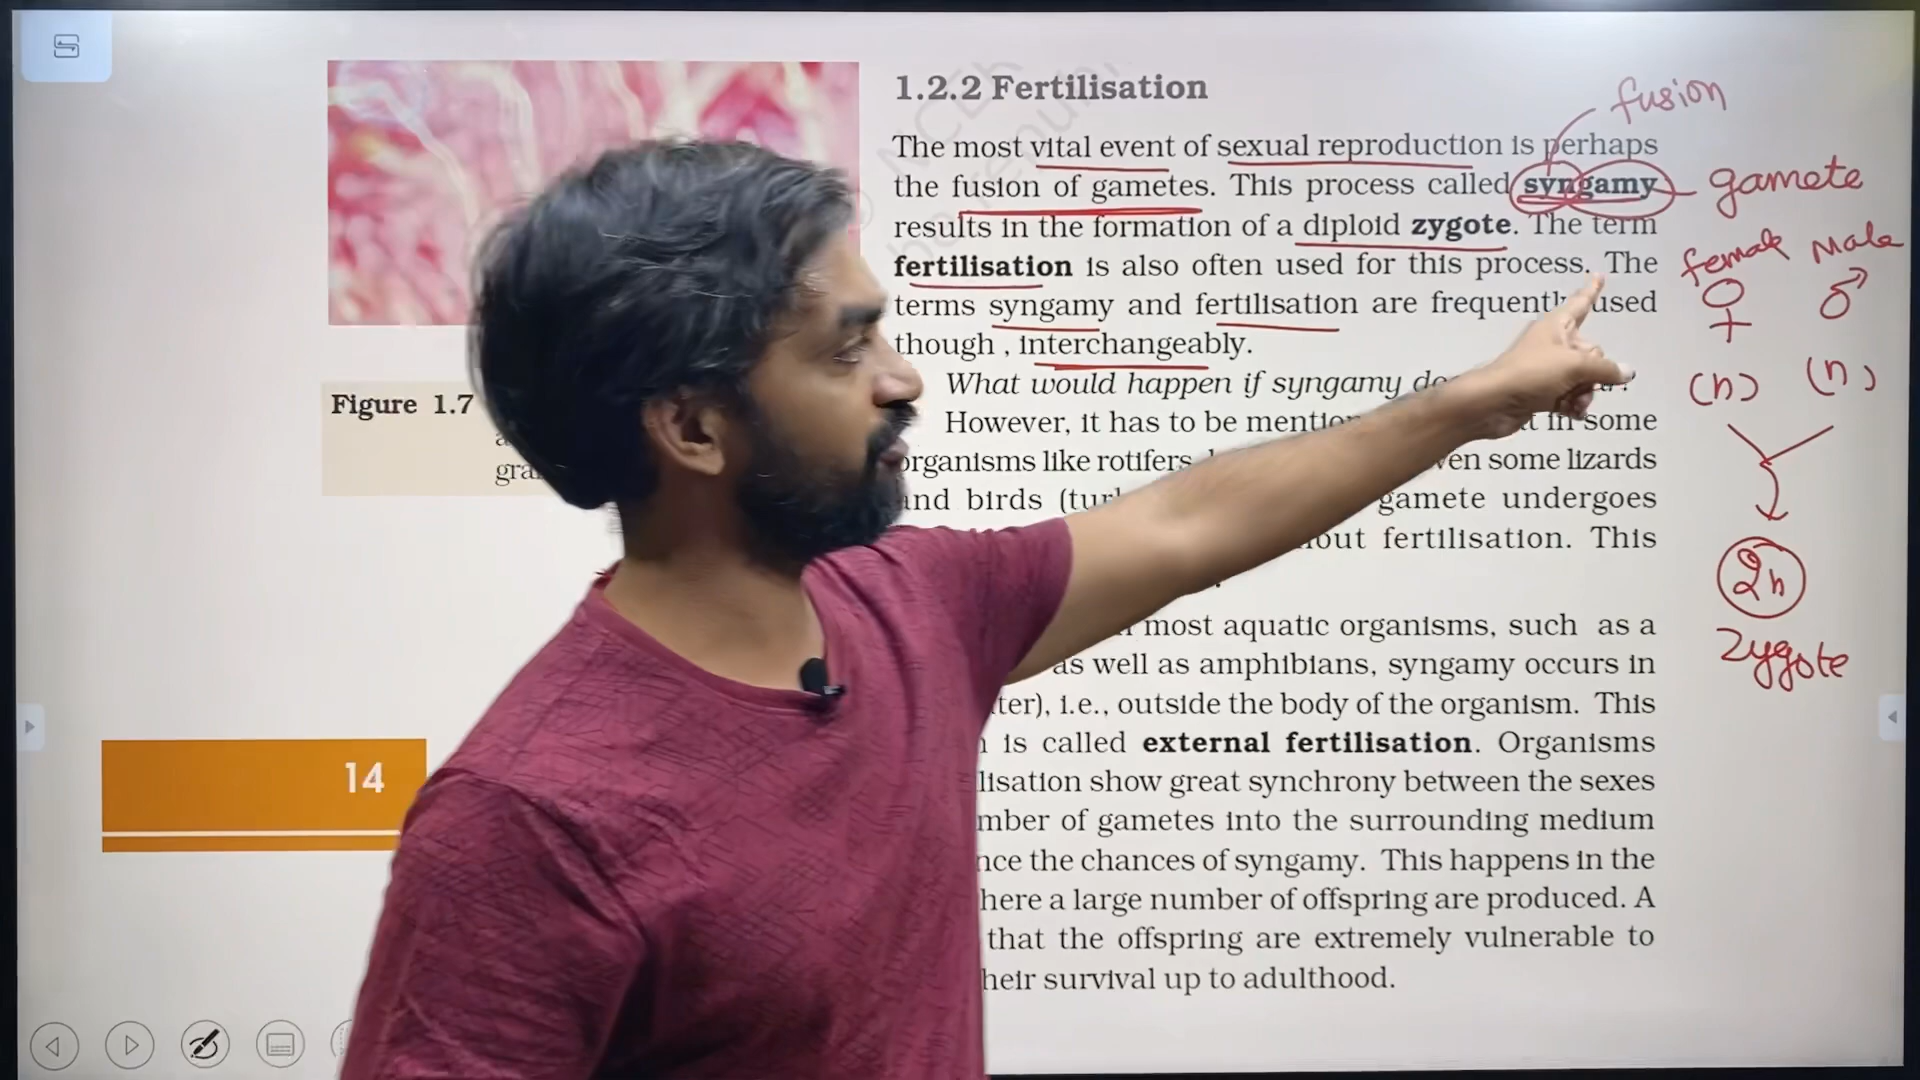 1.2.2 Fertilisation
The most vital event of sexual reproduction is perhaps
the fusion of gametes. This process called syngamy
results in the formation of a diploid zygote. The term
fertilisation is also often used for this process. The
terms syngamy and fertilisation are frequently used
though , interchangeably.
What would happen if syngamy
However, it has to be in some
organisms like rotifers, even some lizards
and birds gamete undergoes
fertilisation. This
most aquatic organisms, such as a
as well as amphibians, syngamy occurs in
i.e., outside the body of the organism. This
is called external fertilisation. Organisms
show great synchrony between the sexes
of gametes into the surrounding medium
the chances of syngamy. This happens in the
a large number of offspring are produced. A
that the offspring are extremely vulnerable to
their survival up to adulthood.
Figure 1.7
14
fusion
gamete
female Male
♀ ♂
(n) (n)
2n
Zygote